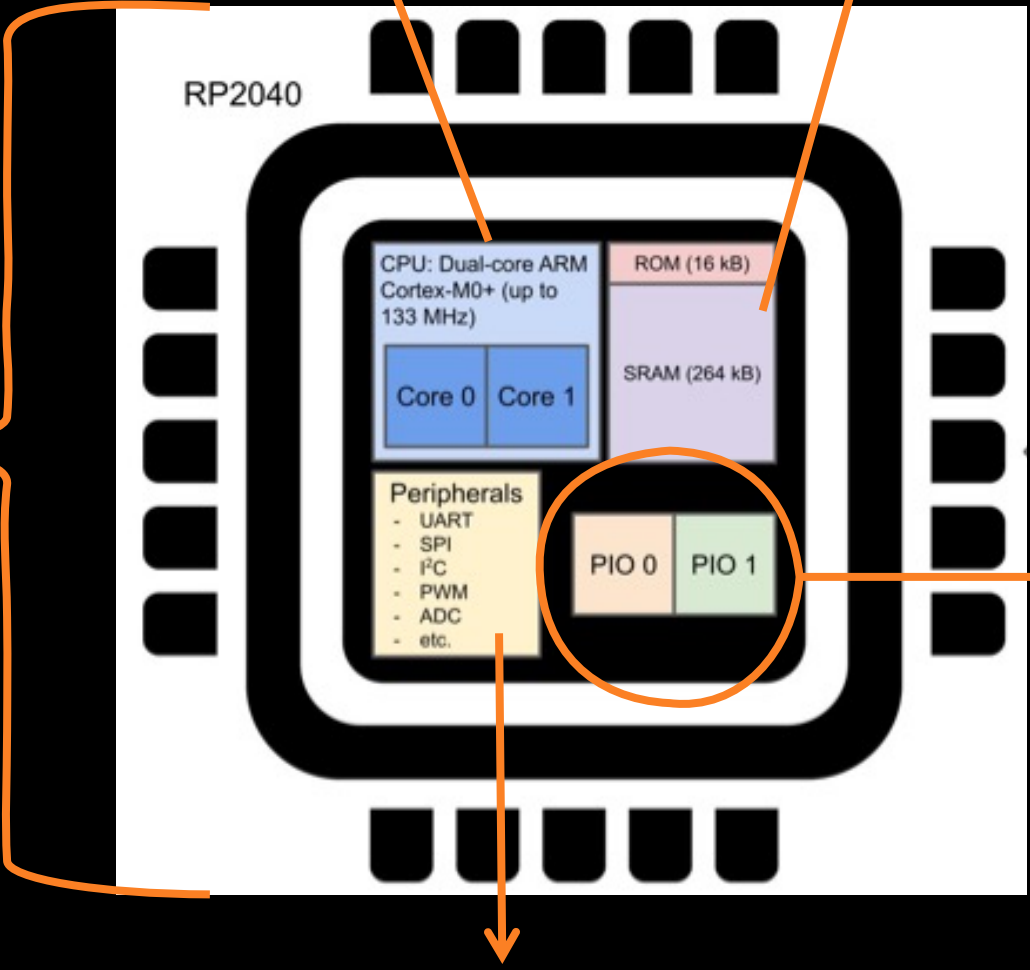 RP2040
CPU: Dual-core ARM
Cortex-M0+ (up to
133 MHz)
Core 0
Core 1
ROM (16 kB)
SRAM (264 kB)
Peripherals
- UART
- SPI
- I²C
- PWM
- ADC
- etc.
PIO 0
PIO 1